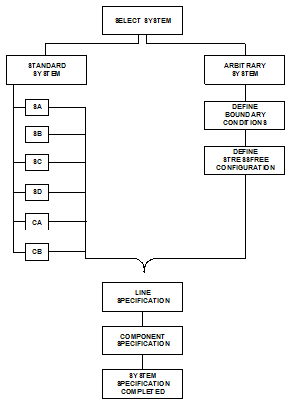 SELECT SYSTEM
STANDARD
SYSTEM
ARBITRARY
SYSTEM
SA
SB
SC
SD
CA
CB
DEFINE
BOUNDARY
CONDITIONS
DEFINE
STRESSFREE
CONFIGURATION
LINE
SPECIFICATION
COMPONENT
SPECIFICATION
SYSTEM
SPECIFICATION
COMPLETED